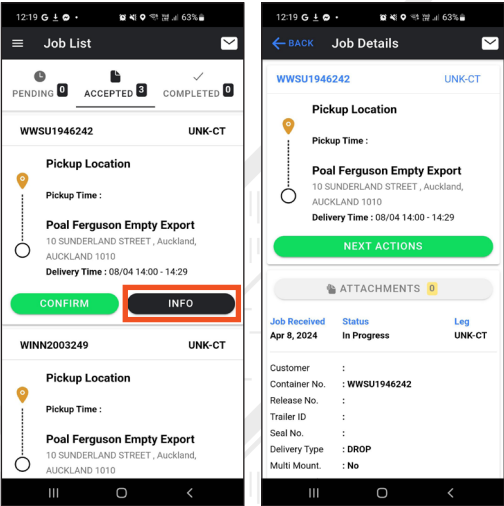 12:19 G
63%
Job List
PENDING 0
ACCEPTED 3
COMPLETED 0
WWSU1946242 UNK-CT
Pickup Location
Pickup Time :
Poal Ferguson Empty Export
10 SUNDERLAND STREET , Auckland,
AUCKLAND 1010
Delivery Time : 08/04 14:00 - 14:29
CONFIRM INFO
WINN2003249 UNK-CT
Pickup Location
Pickup Time :
Poal Ferguson Empty Export
10 SUNDERLAND STREET , Auckland,
AUCKLAND 1010
12:19 G
63%
BACK Job Details
WWSU1946242 UNK-CT
Pickup Location
Pickup Time :
Poal Ferguson Empty Export
10 SUNDERLAND STREET , Auckland,
AUCKLAND 1010
Delivery Time : 08/04 14:00 - 14:29
NEXT ACTIONS
ATTACHMENTS 0
Job Received Status Leg
Apr 8, 2024 In Progress UNK-CT
Customer :
Container No. : WWSU1946242
Release No. :
Trailer ID :
Seal No. :
Delivery Type : DROP
Multi Mount. : No